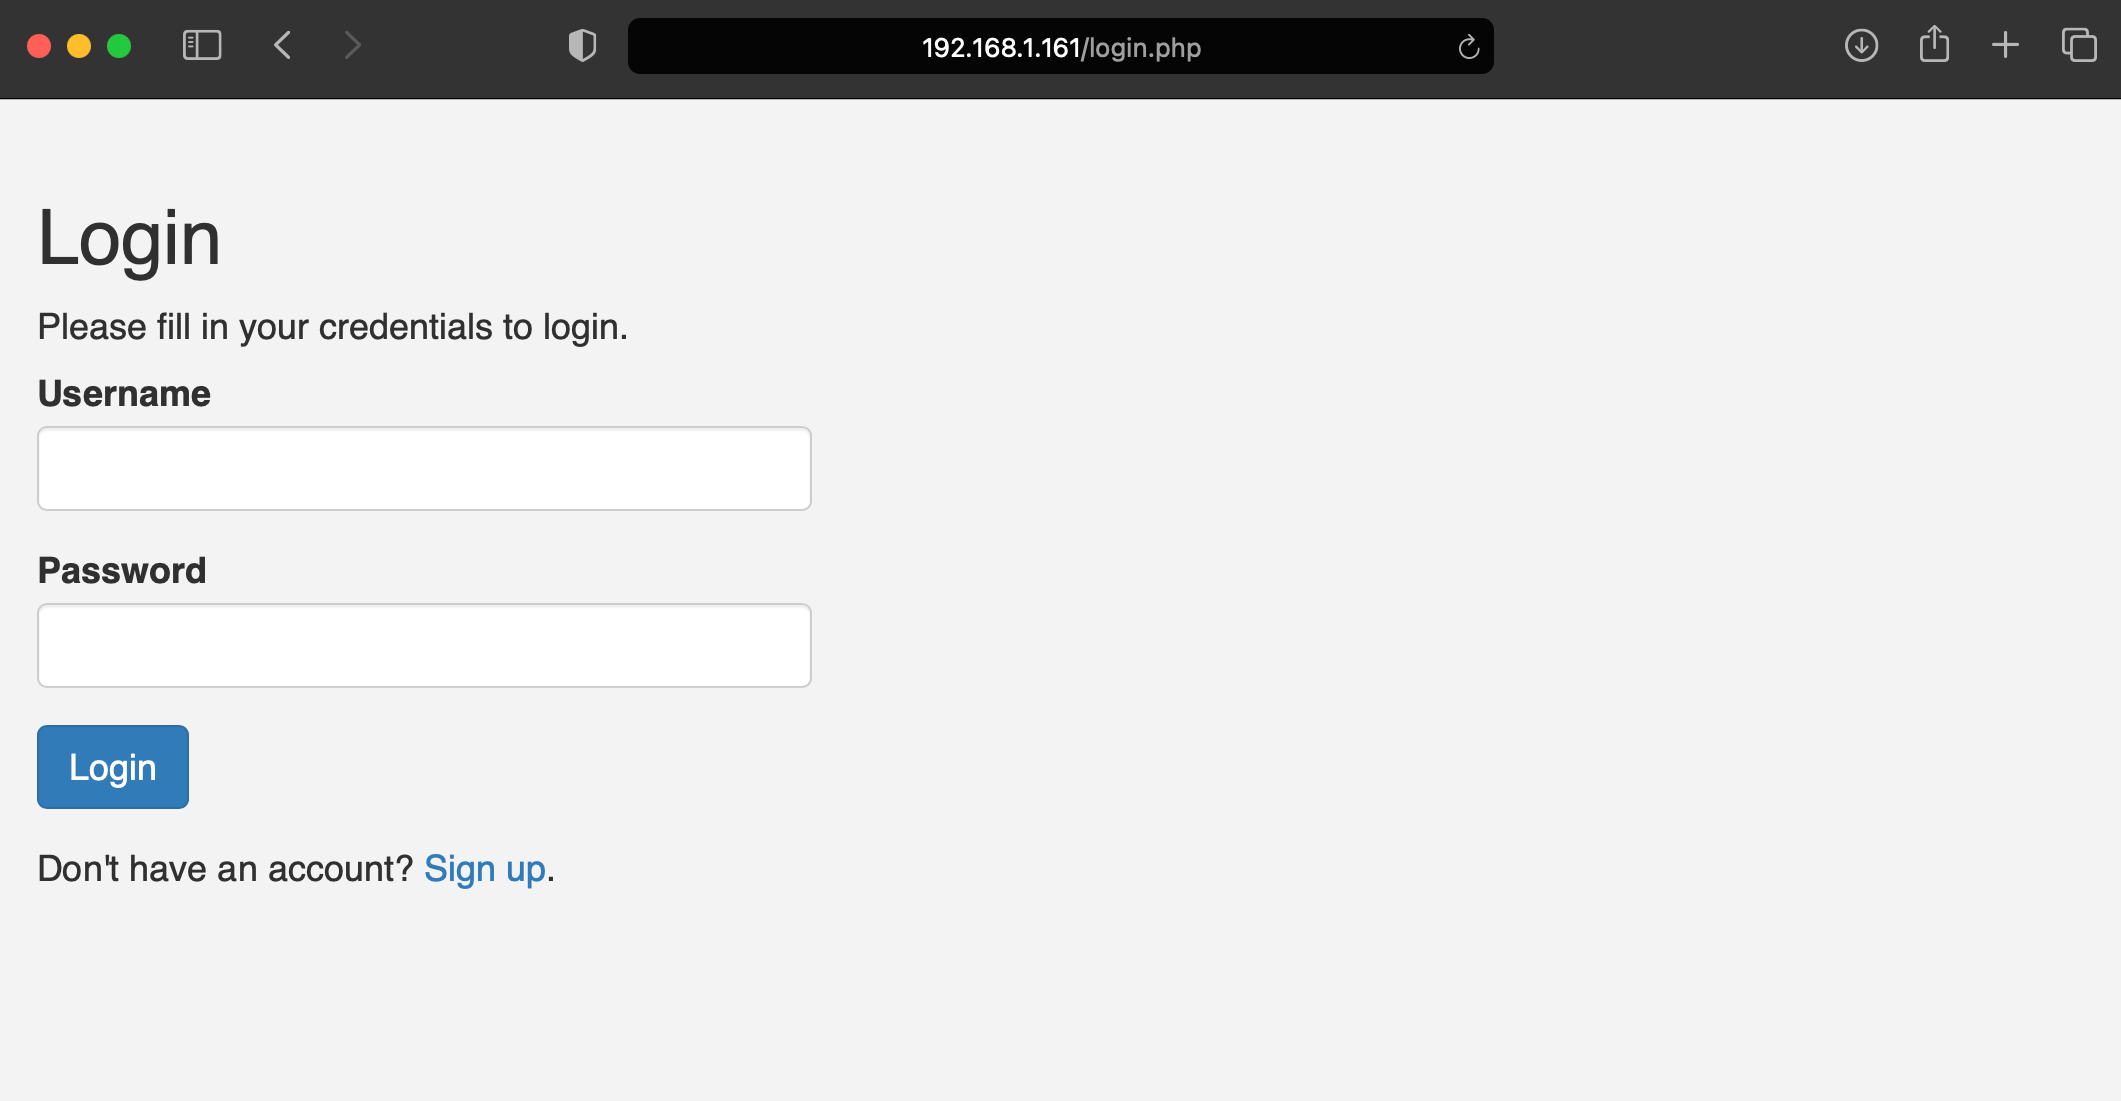 192.168.1.161/login.php
Login
Please fill in your credentials to login.
Username
Password
Login
Don't have an account? Sign up.